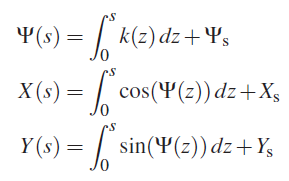 Ψ(s) = ∫₀ˢ k(z) dz + Ψₛ
X(s) = ∫₀ˢ cos(Ψ(z)) dz + Xₛ
Y(s) = ∫₀ˢ sin(Ψ(z)) dz + Yₛ